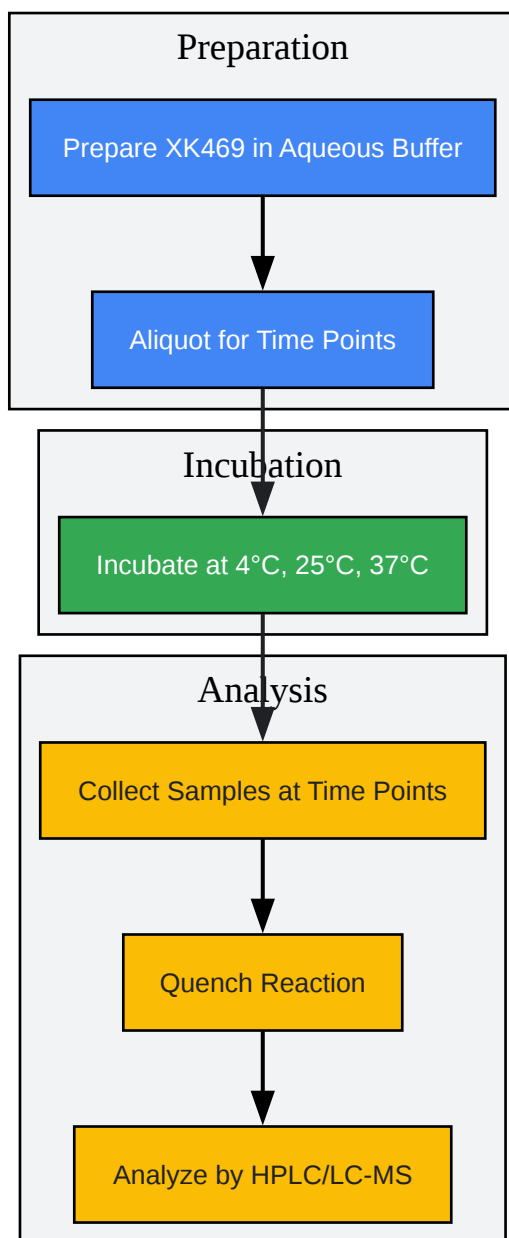 Preparation
Prepare XK469 in Aqueous Buffer
Aliquot for Time Points
Incubation
Incubate at 4°C, 25°C, 37°C
Analysis
Collect Samples at Time Points
Quench Reaction
Analyze by HPLC/LC-MS